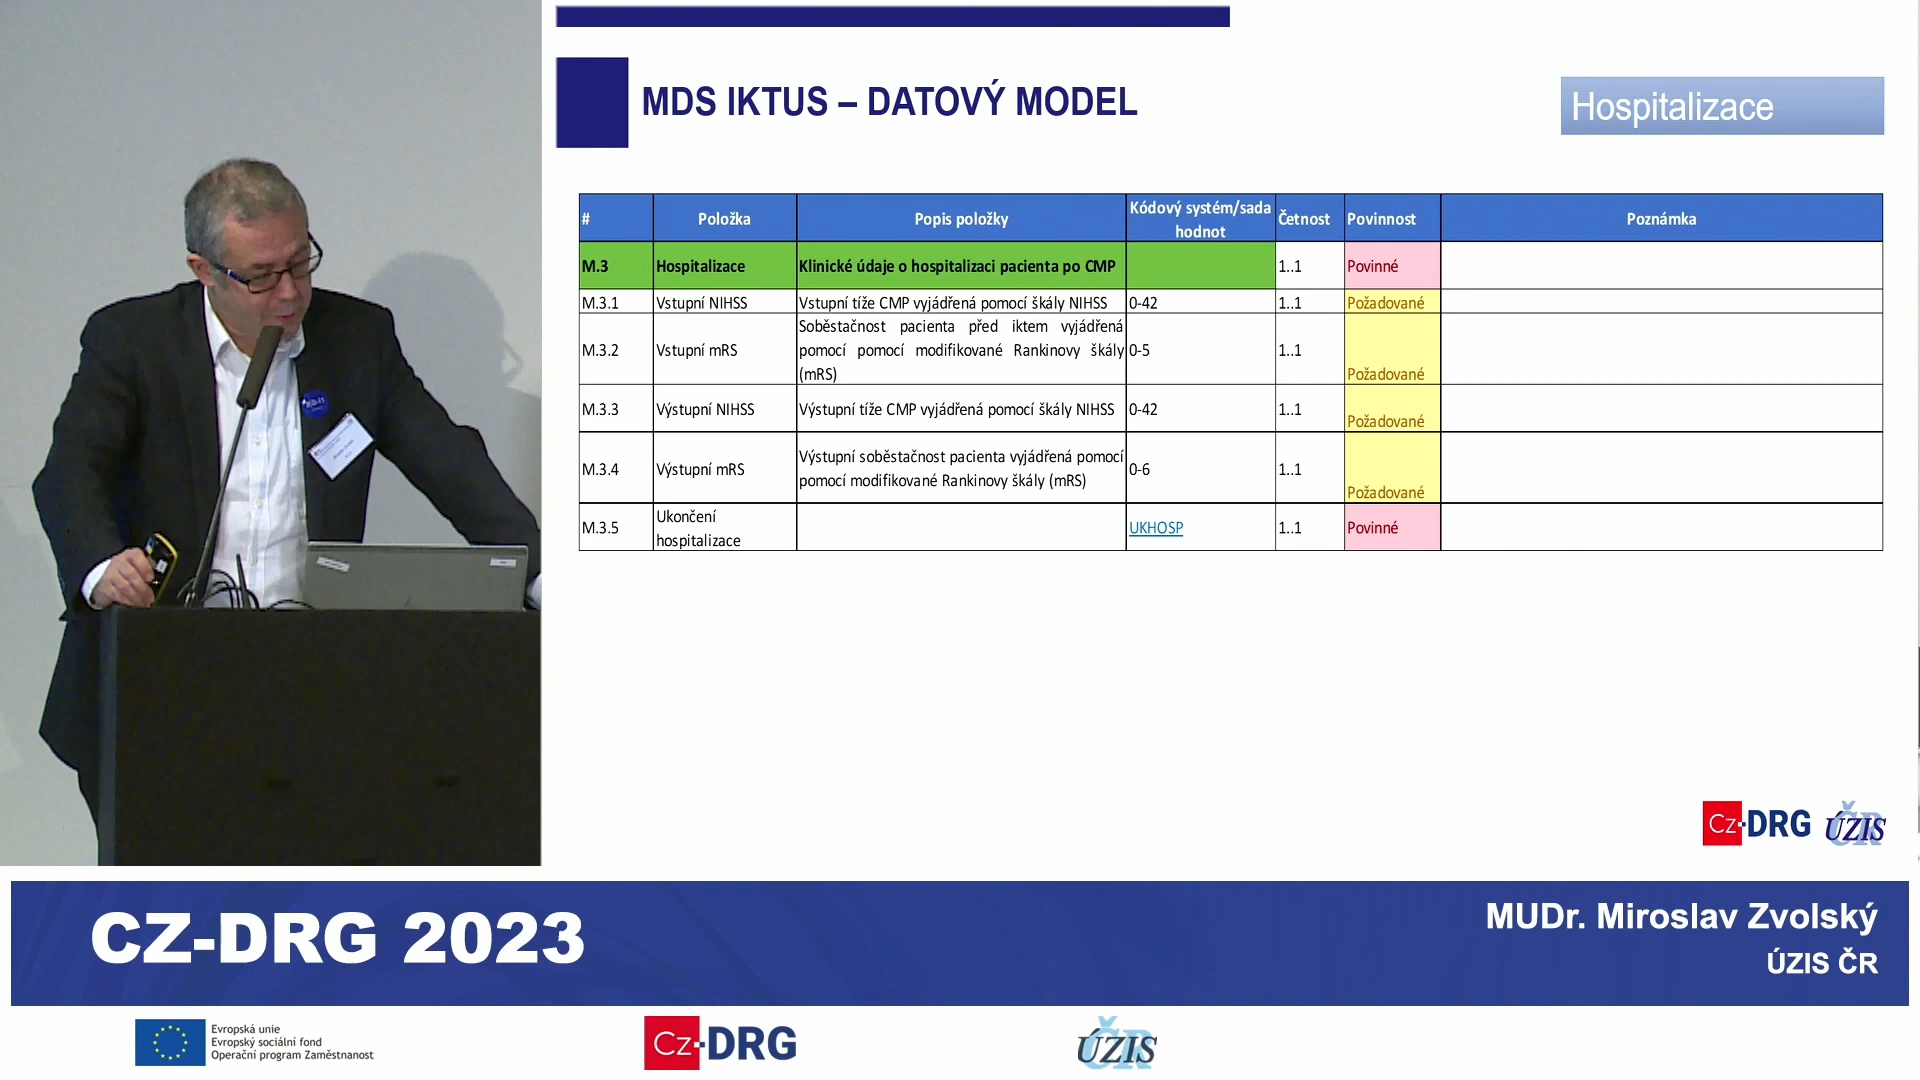 MDS IKTUS – DATOVÝ MODEL
Hospitalizace
# Položka Popis položky Kódový systém/sada hodnot Četnost Povinnost Poznámka
M.3 Hospitalizace Klinické údaje o hospitalizaci pacienta po CMP 1..1 Povinné
M.3.1 Vstupní NIHSS Vstupní tíže CMP vyjádřená pomocí škály NIHSS 0-42 1..1 Požadované
M.3.2 Vstupní mRS Soběstačnost pacienta před iktem vyjádřená pomocí pomocí modifikované Rankinovy škály (mRS) 0-5 1..1 Požadované
M.3.3 Výstupní NIHSS Výstupní tíže CMP vyjádřená pomocí škály NIHSS 0-42 1..1 Požadované
M.3.4 Výstupní mRS Výstupní soběstačnost pacienta vyjádřená pomocí pomocí modifikované Rankinovy škály (mRS) 0-6 1..1 Požadované
M.3.5 Ukončení hospitalizace UKHOSP 1..1 Povinné
Cz-DRG ÚZIS ČR
CZ-DRG 2023
MUDr. Miroslav Zvolský
ÚZIS ČR
Evropská unie
Evropský sociální fond
Operační program Zaměstnanost
Cz-DRG
ÚZIS ČR